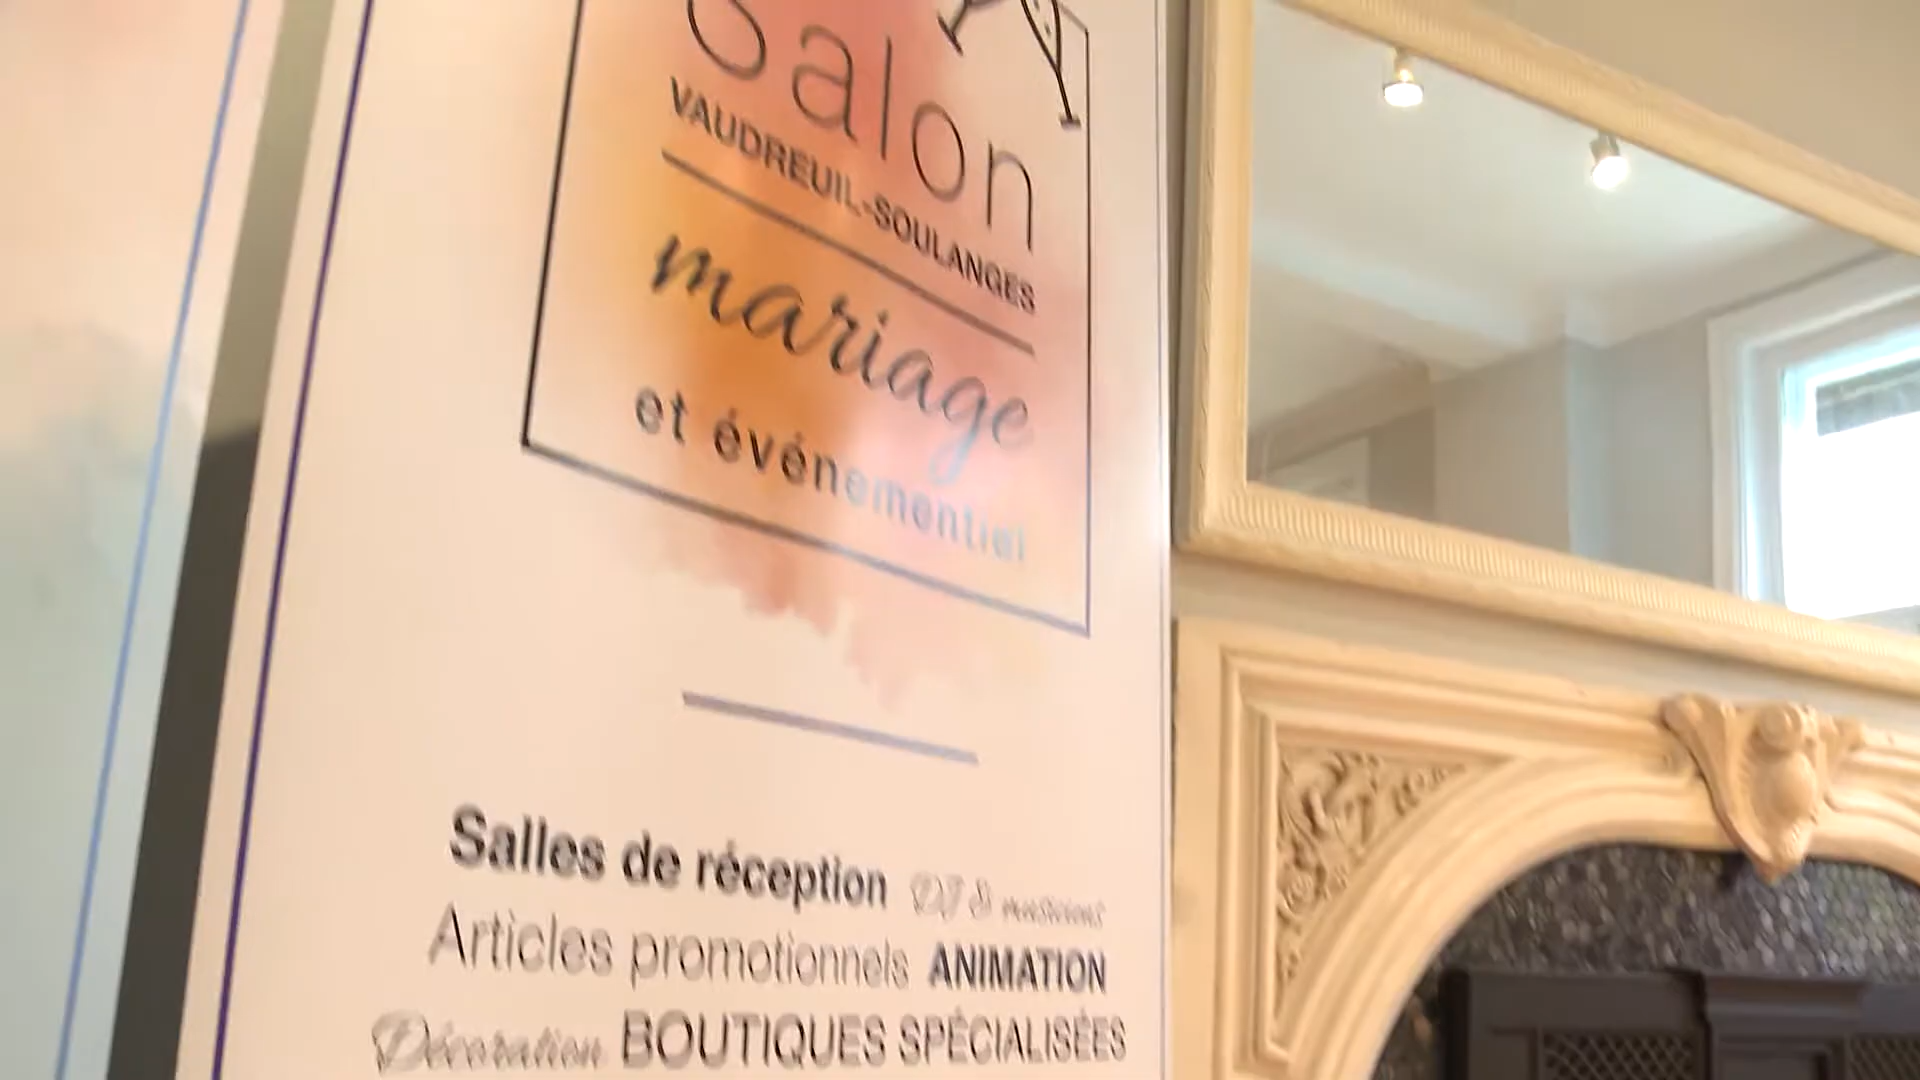 Salon
VAUDREUIL-SOULANGES
mariage
et événementiel
Salles de réception DJ & musiciens
Articles promotionnels ANIMATION
Décoration BOUTIQUES SPÉCIALISÉES